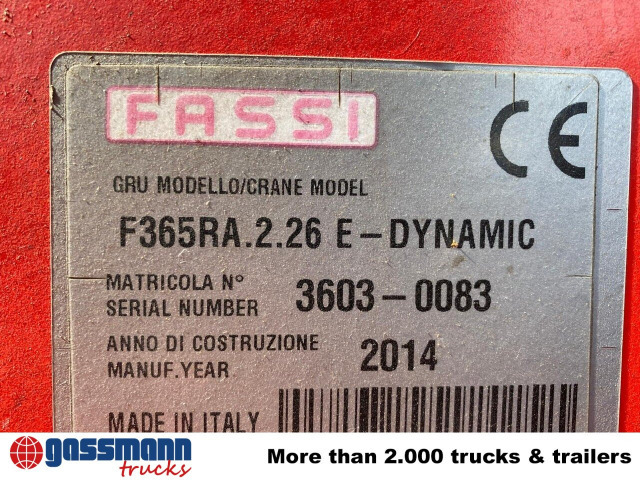 FASSI
CE
GRU MODELLO/CRANE MODEL
F365RA.2.26 E-DYNAMIC
MATRICOLA N°
SERIAL NUMBER 3603-0083
ANNO DI COSTRUZIONE
MANUF.YEAR 2014
MADE IN ITALY
gassmann
trucks
More than 2.000 trucks & trailers